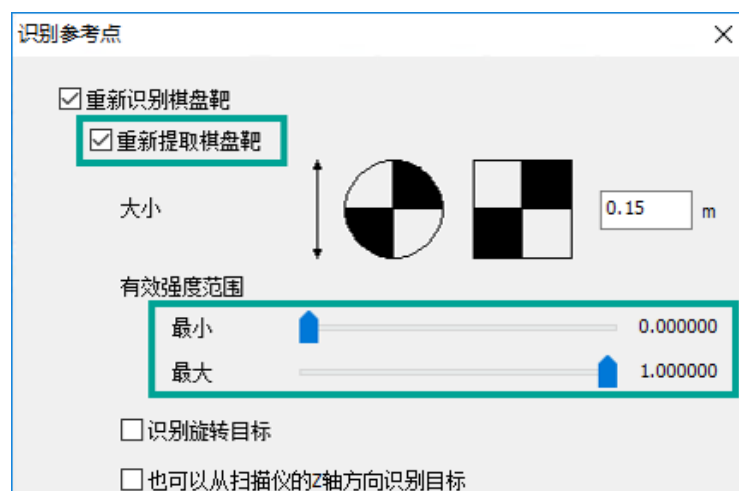 识别参考点
重新识别棋盘靶
重新提取棋盘靶
大小
0.15 m
有效强度范围
最小 0.000000
最大 1.000000
识别旋转目标
也可以从扫描仪的Z轴方向识别目标